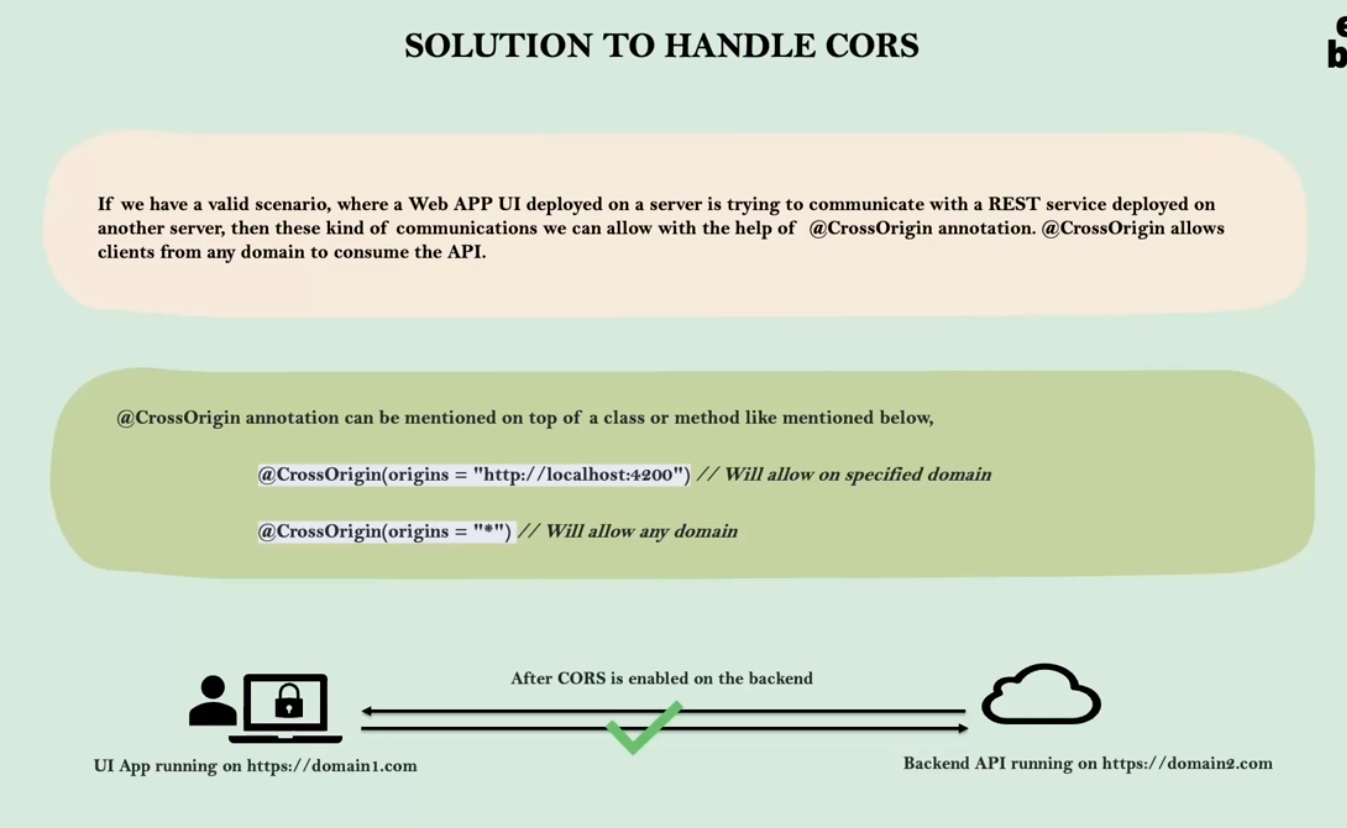 SOLUTION TO HANDLE CORS
e
b
If we have a valid scenario, where a Web APP UI deployed on a server is trying to communicate with a REST service deployed on
another server, then these kind of communications we can allow with the help of @CrossOrigin annotation. @CrossOrigin allows
clients from any domain to consume the API.
@CrossOrigin annotation can be mentioned on top of a class or method like mentioned below,
@CrossOrigin(origins = "http://localhost:4200") // Will allow on specified domain
@CrossOrigin(origins = "*") // Will allow any domain
After CORS is enabled on the backend
UI App running on https://domain1.com
Backend API running on https://domain2.com